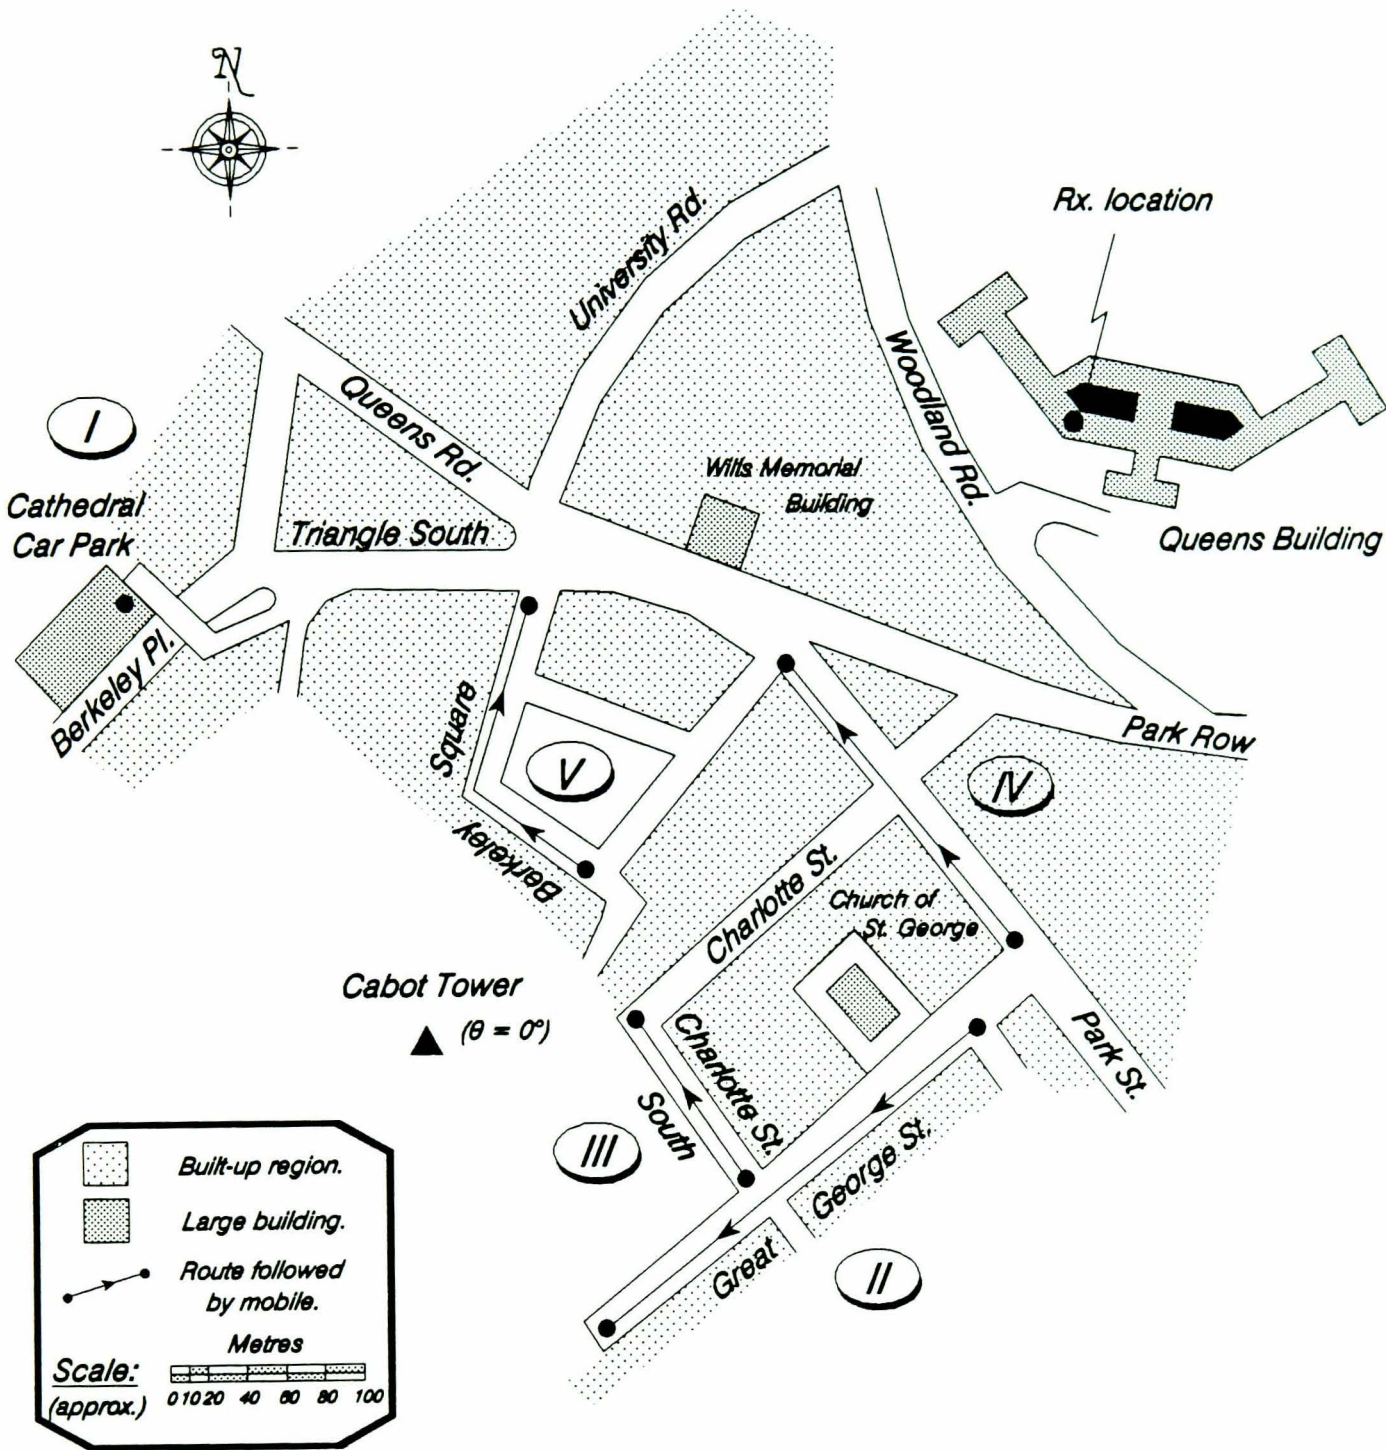 N
Rx. location
University Rd.
Woodland Rd.
Queens Rd.
I
Cathedral
Car Park
Wills Memorial
Building
Triangle South
Queens Building
Berkeley Pl.
Square
V
Berkeley
Park Row
IV
Charlotte St.
Church of
St. George
Cabot Tower
(θ = 0°)
Charlotte St.
South
Park St.
III
George St.
Great
II
Built-up region.
Large building.
Route followed
by mobile.
Metres
Scale:
(approx.)
0 10 20 40 60 80 100